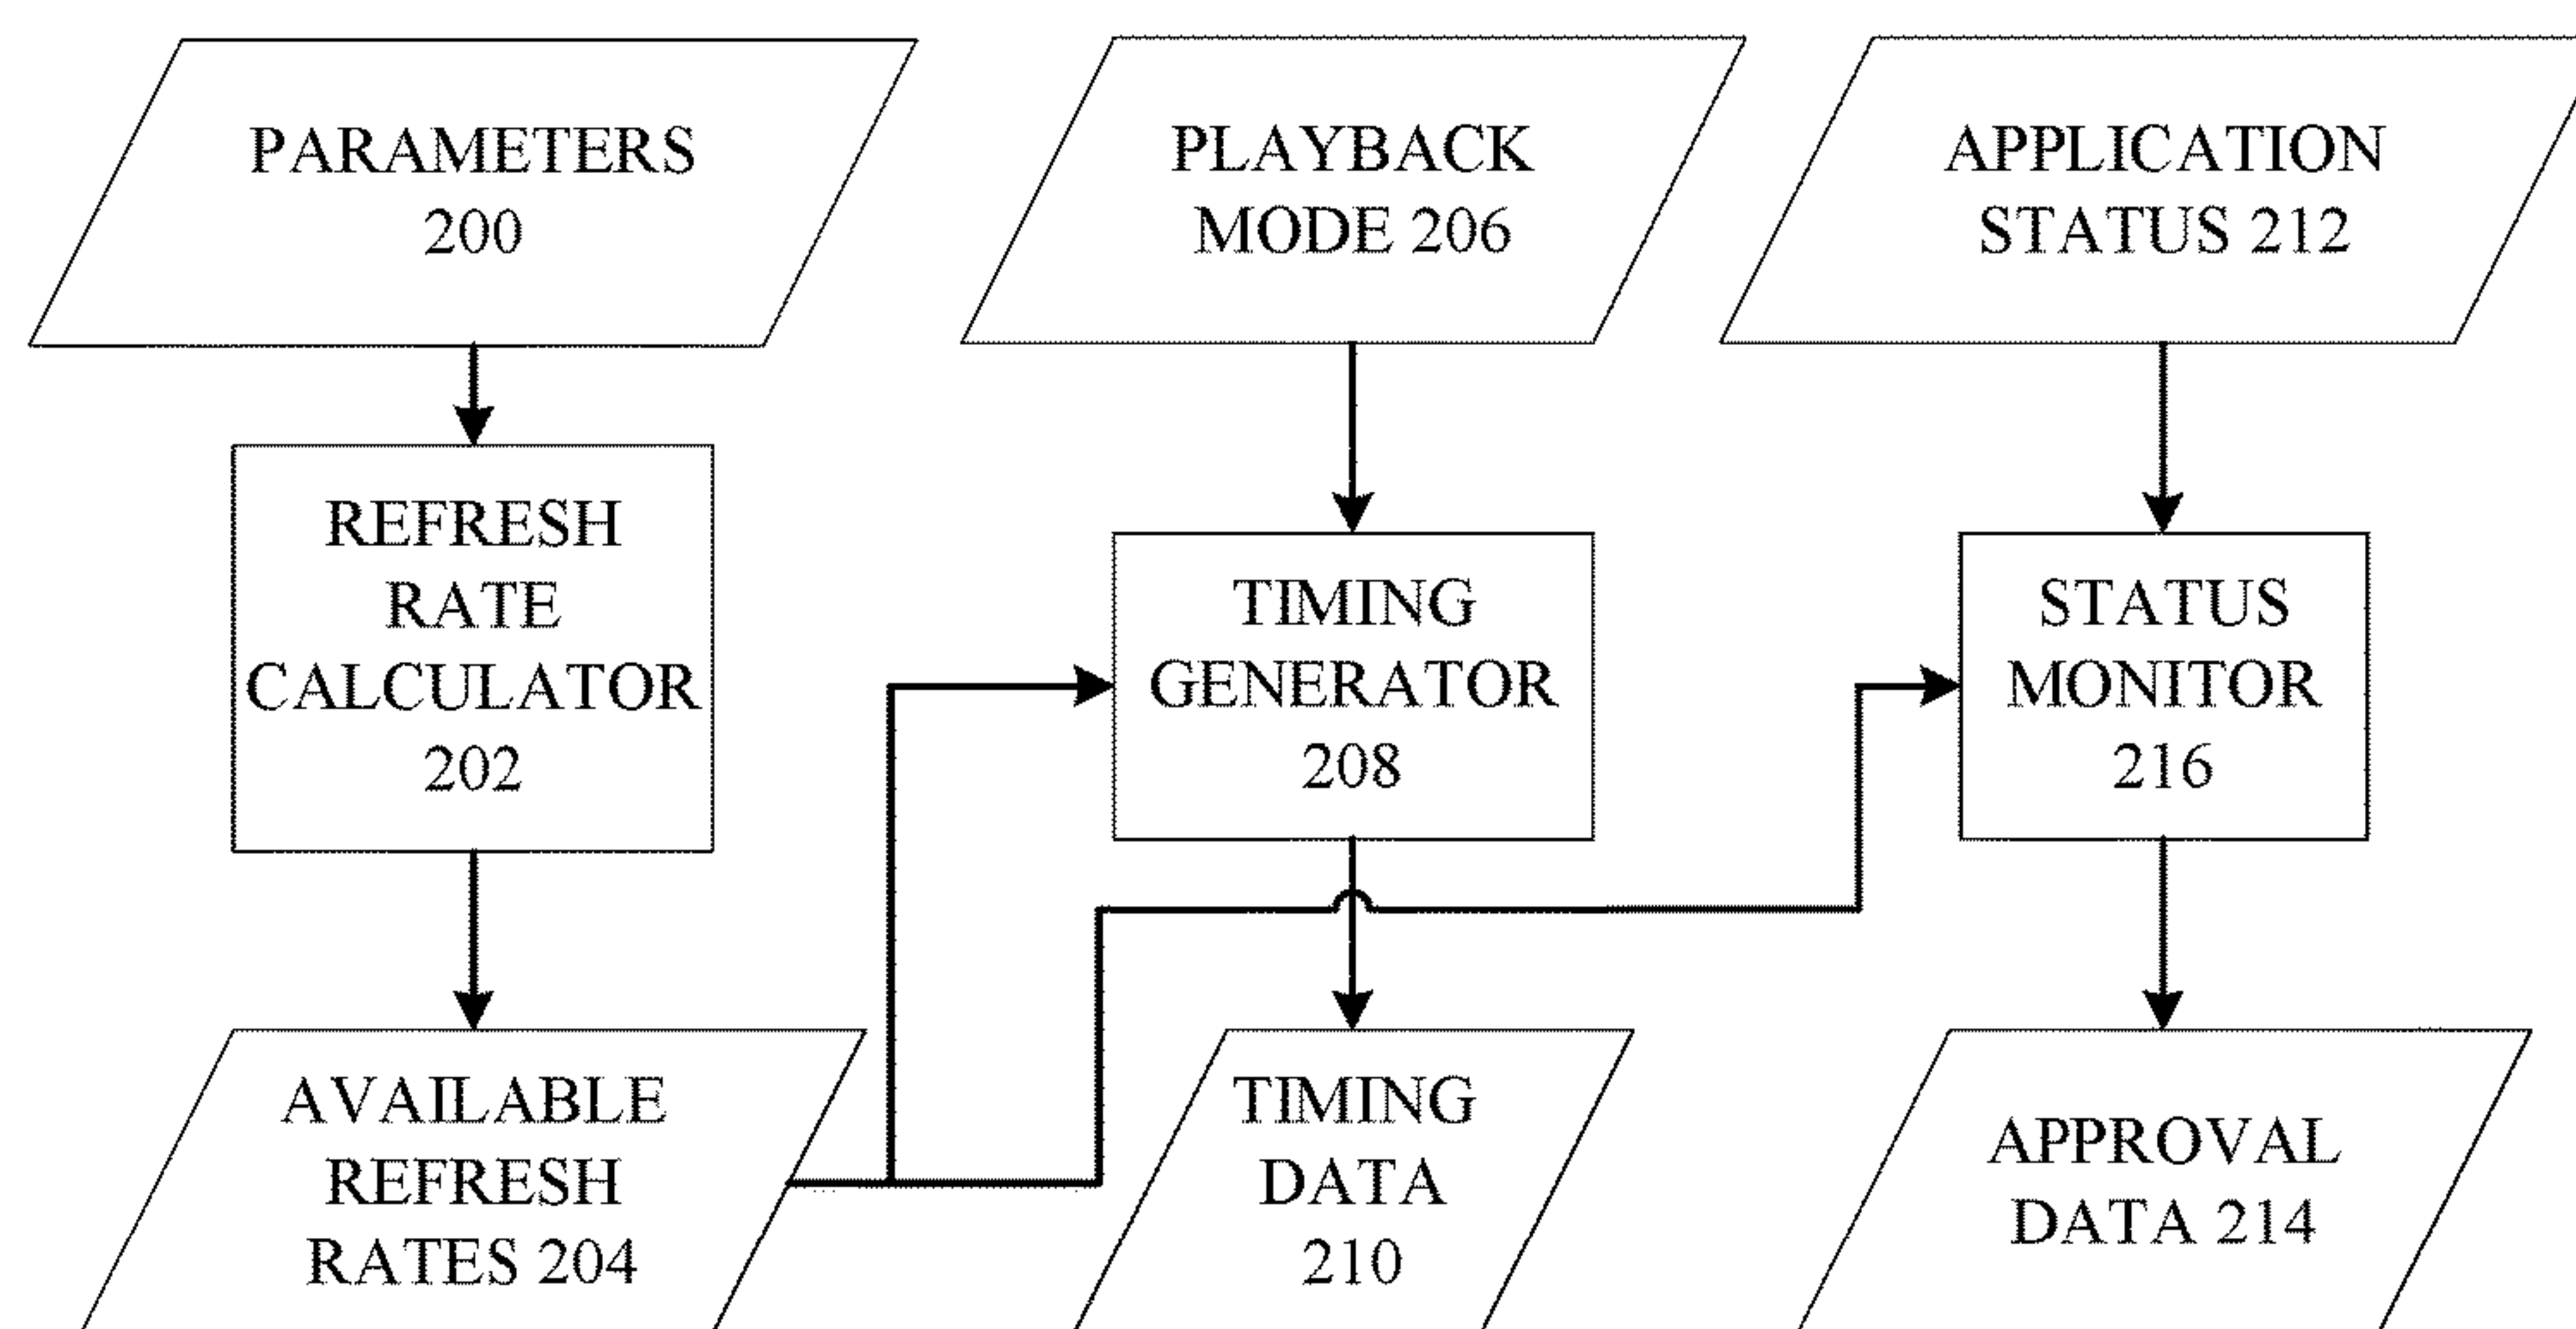 PARAMETERS
200
PLAYBACK
MODE 206
APPLICATION
STATUS 212
REFRESH
RATE
CALCULATOR
202
TIMING
GENERATOR
208
STATUS
MONITOR
216
AVAILABLE
REFRESH
RATES 204
TIMING
DATA
210
APPROVAL
DATA 214